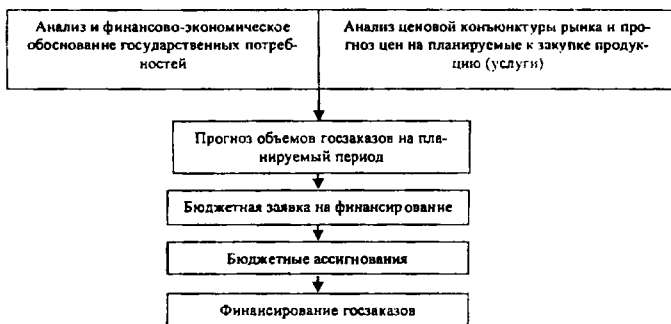 Анализ и финансово-экономическое
обоснование государственных потреб-
ностей
Анализ ценовой конъюнктуры рынка и про-
гноз цен на планируемые к закупке продук-
цию (услуги)
Прогноз объемов госзаказов на пла-
нируемый период
Бюджетная заявка на финансирование
Бюджетные ассигнования
Финансирование госзаказов